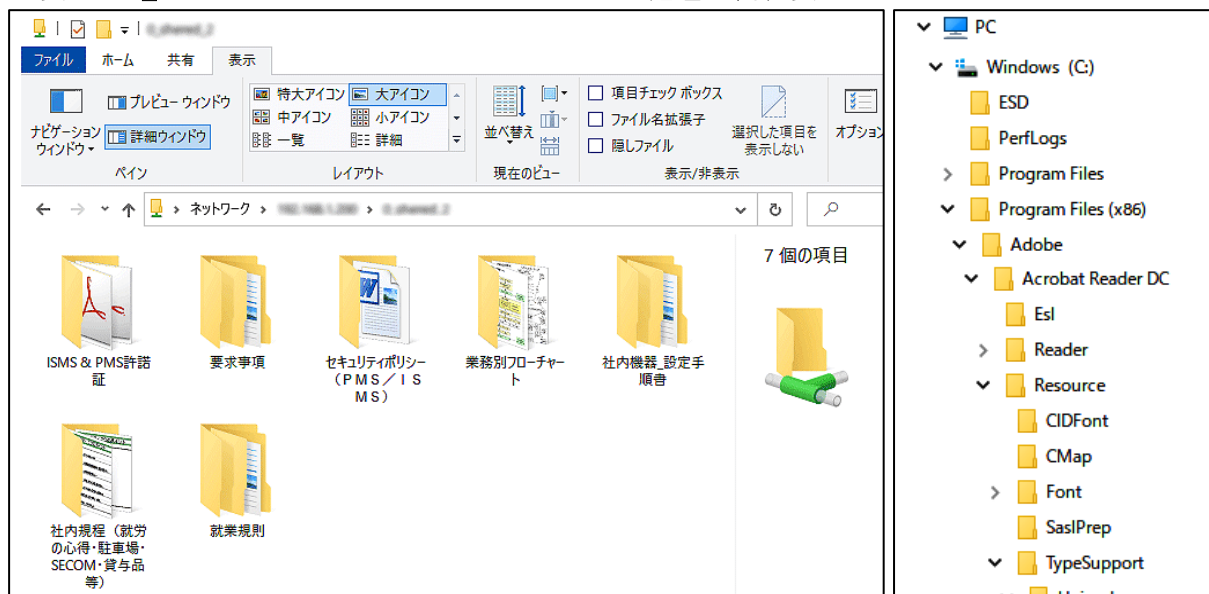 ファイル ホーム 共有 表示
プレビュー ウィンドウ
ナビゲーション
ウィンドウ
詳細ウィンドウ
ペイン
特大アイコン 大アイコン
中アイコン 小アイコン
一覧 詳細
レイアウト
並べ替え
現在のビュー
項目チェック ボックス
ファイル名拡張子
隠しファイル
選択した項目を
表示しない
表示/非表示
オプション
ネットワーク
7 個の項目
ISMS & PMS許諾
証
要求事項
セキュリティポリシー
(ＰＭＳ／ＩＳ
ＭＳ)
業務別フローチャー
ト
社内機器_設定手
順書
社内規程（就労
の心得・駐車場・
SECOM・貸与品
等）
就業規則
PC
Windows (C:)
ESD
PerfLogs
Program Files
Program Files (x86)
Adobe
Acrobat Reader DC
Esl
Reader
Resource
CIDFont
CMap
Font
SaslPrep
TypeSupport